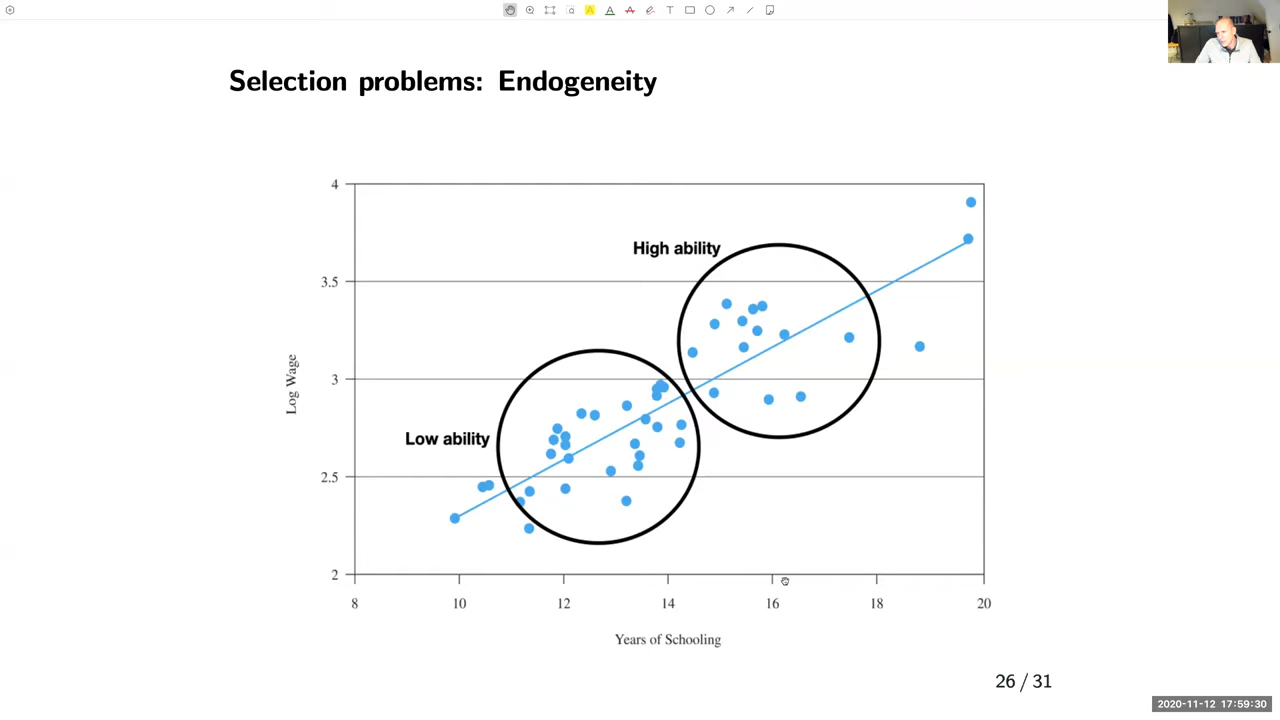 Selection problems: Endogeneity
4
High ability
3.5
3
Log Wage
Low ability
2.5
2
8 10 12 14 16 18 20
Years of Schooling
26 / 31
2020-11-12 17:59:30